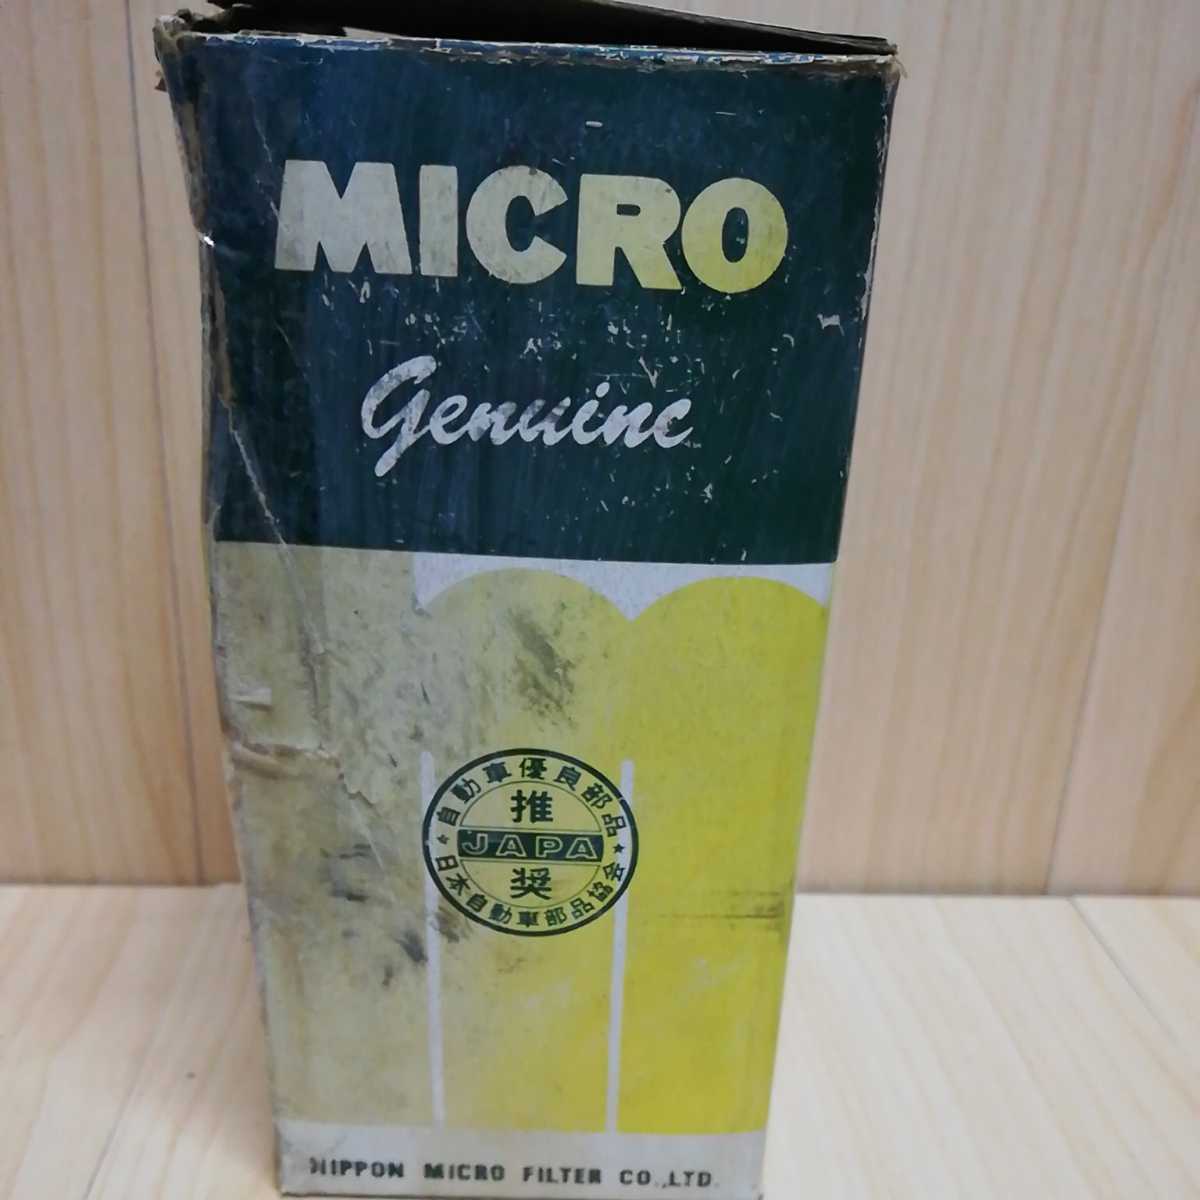 MICRO
Genuine
自動車優良部品
推
JAPA
奨
日本自動車部品協会
NIPPON MICRO FILTER CO.,LTD.